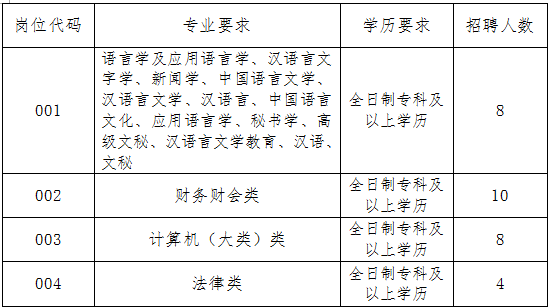 岗位代码 专业要求 学历要求 招聘人数
001
语言学及应用语言学、汉语言文
字学、新闻学、中国语言文学、
汉语言文学、汉语言、中国语言
文化、应用语言学、秘书学、高
级文秘、汉语言文学教育、汉语、
文秘
全日制专科及
以上学历
8
002
财务财会类
全日制专科及
以上学历
10
003
计算机（大类）类
全日制专科及
以上学历
8
004
法律类
全日制专科及
以上学历
4